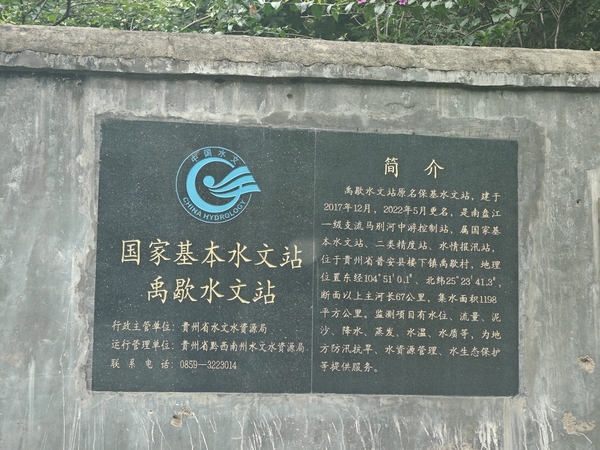 中国水文
CHINA HYDROLOGY
国家基本水文站
禹歇水文站
行政主管单位：贵州省水文水资源局
运行管理单位：贵州省黔西南州水文水资源局
联系电话：0859—3223014
简介
禹歇水文站原名保基水文站，建于
2017年12月，2022年5月更名，是南盘江
一级支流马别河中游控制站，属国家基
本水文站、二类精度站、水情报汛站，
位于贵州省普安县楼下镇禹歇村，地理
位置东经104°51′0.1″、北纬25°23′41.3″，
断面以上主河长67公里，集水面积1198
平方公里，监测项目有水位、流量、泥
沙、降水、蒸发、水温、水质等，为地
方防汛抗旱、水资源管理、水生态保护
等提供服务。